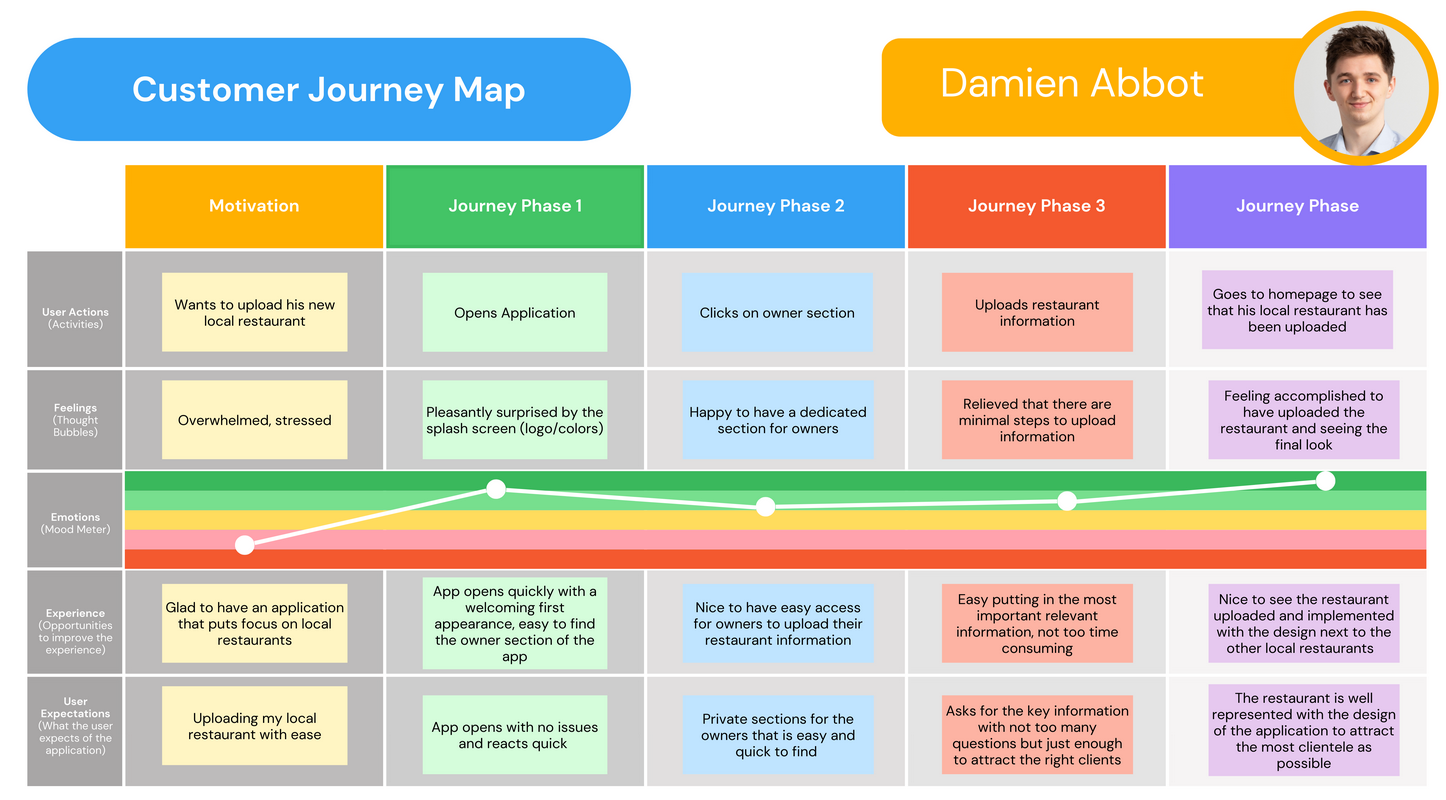 Customer Journey Map
Damien Abbot
Motivation
Journey Phase 1
Journey Phase 2
Journey Phase 3
Journey Phase
User Actions
(Activities)
Wants to upload his new
local restaurant
Opens Application
Clicks on owner section
Uploads restaurant
information
Goes to homepage to see
that his local restaurant has
been uploaded
Feelings
(Thought
Bubbles)
Overwhelmed, stressed
Pleasantly surprised by the
splash screen (logo/colors)
Happy to have a dedicated
section for owners
Relieved that there are
minimal steps to upload
information
Feeling accomplished to
have uploaded the
restaurant and seeing the
final look
Emotions
(Mood Meter)
Experience
(Opportunities
to improve the
experience)
Glad to have an application
that puts focus on local
restaurants
App opens quickly with a
welcoming first
appearance, easy to find
the owner section of the
app
Nice to have easy access
for owners to upload their
restaurant information
Easy putting in the most
important relevant
information, not too time
consuming
Nice to see the restaurant
uploaded and implemented
with the design next to the
other local restaurants
User
Expectations
(What the user
expects of the
application)
Uploading my local
restaurant with ease
App opens with no issues
and reacts quick
Private sections for the
owners that is easy and
quick to find
Asks for the key information
with not too many
questions but just enough
to attract the right clients
The restaurant is well
represented with the design
of the application to attract
the most clientele as
possible